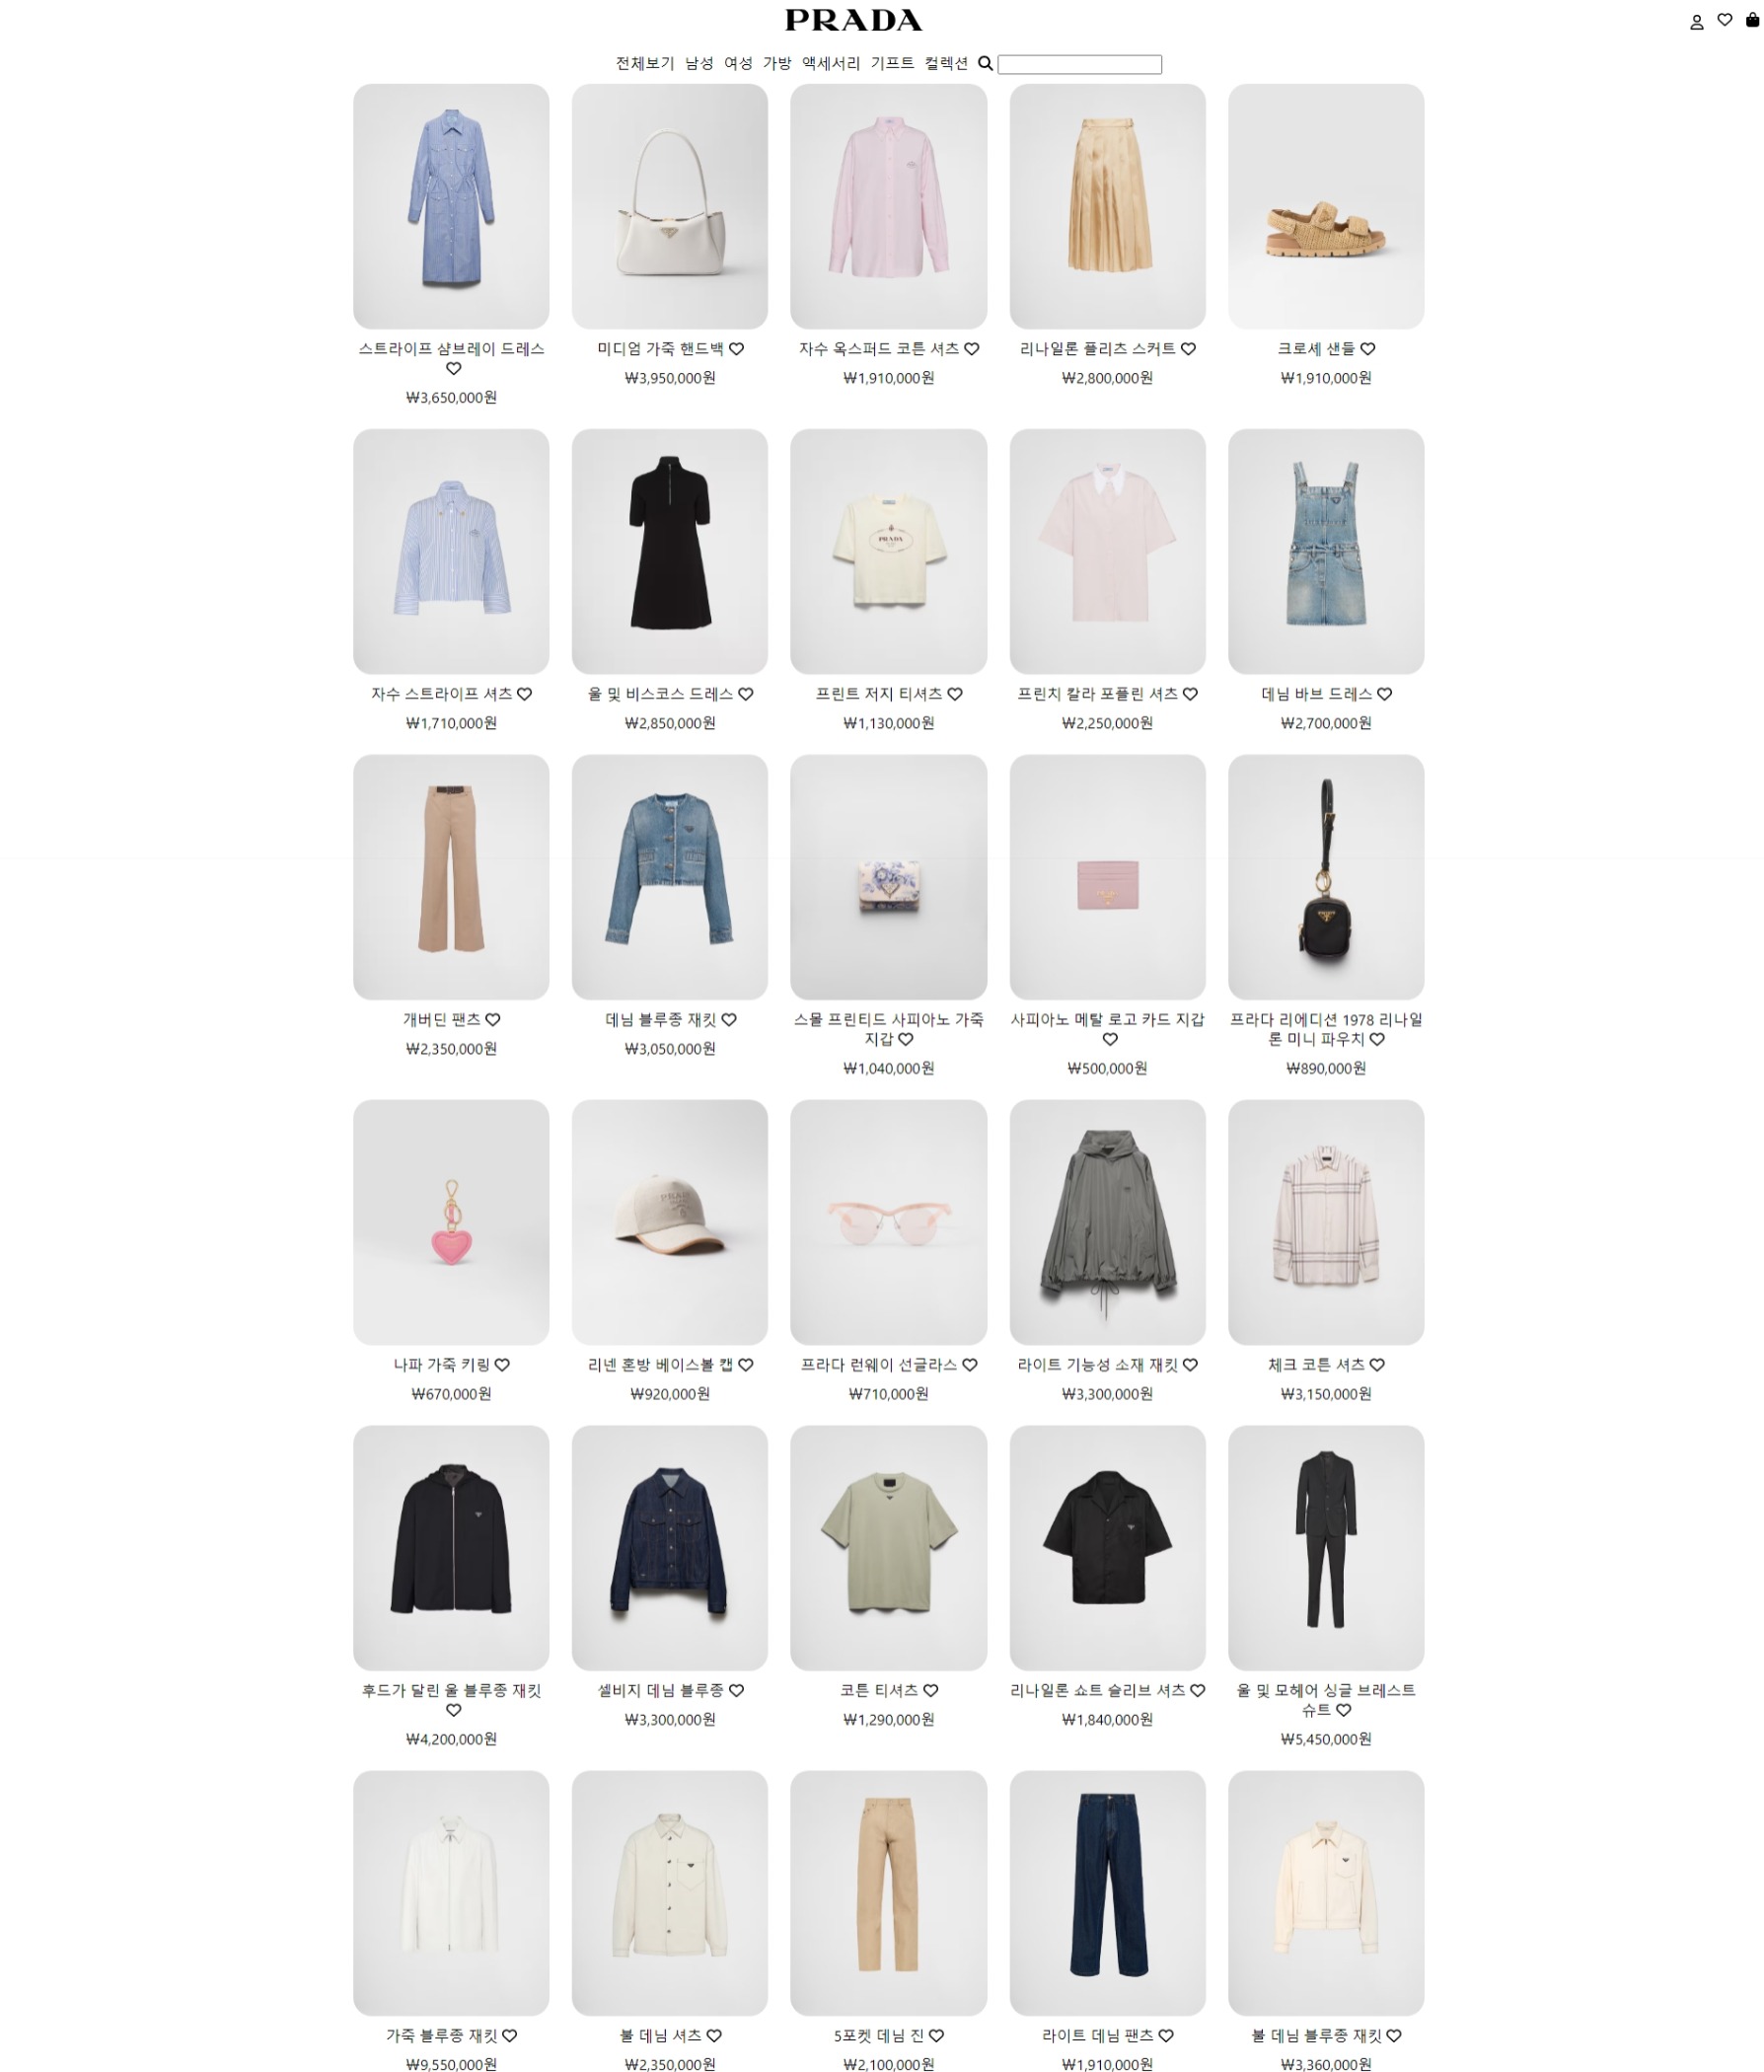 PRADA
전체보기 남성 여성 가방 액세서리 기프트 컬렉션
스트라이프 샴브레이 드레스
₩3,650,000원
미디엄 가죽 핸드백
₩3,950,000원
자수 옥스퍼드 코튼 셔츠
₩1,910,000원
리나일론 플리츠 스커트
₩2,800,000원
크로셰 샌들
₩1,910,000원
PRADA
자수 스트라이프 셔츠
₩1,710,000원
울 및 비스코스 드레스
₩2,850,000원
프린트 저지 티셔츠
₩1,130,000원
프린치 칼라 포플린 셔츠
₩2,250,000원
데님 바브 드레스
₩2,700,000원
개버딘 팬츠
₩2,350,000원
데님 블루종 재킷
₩3,050,000원
스몰 프린티드 사피아노 가죽
지갑
₩1,040,000원
사피아노 메탈 로고 카드 지갑
₩500,000원
프라다 리에디션 1978 리나일
론 미니 파우치
₩890,000원
나파 가죽 키링
₩670,000원
리넨 혼방 베이스볼 캡
₩920,000원
프라다 런웨이 선글라스
₩710,000원
라이트 기능성 소재 재킷
₩3,300,000원
체크 코튼 셔츠
₩3,150,000원
후드가 달린 울 블루종 재킷
₩4,200,000원
셀비지 데님 블루종
₩3,300,000원
코튼 티셔츠
₩1,290,000원
리나일론 쇼트 슬리브 셔츠
₩1,840,000원
울 및 모헤어 싱글 브레스트
슈트
₩5,450,000원
가죽 블루종 재킷
₩9,550,000원
불 데님 셔츠
₩2,350,000원
5포켓 데님 진
₩2,100,000원
라이트 데님 팬츠
₩1,910,000원
불 데님 블루종 재킷
₩3,360,000원